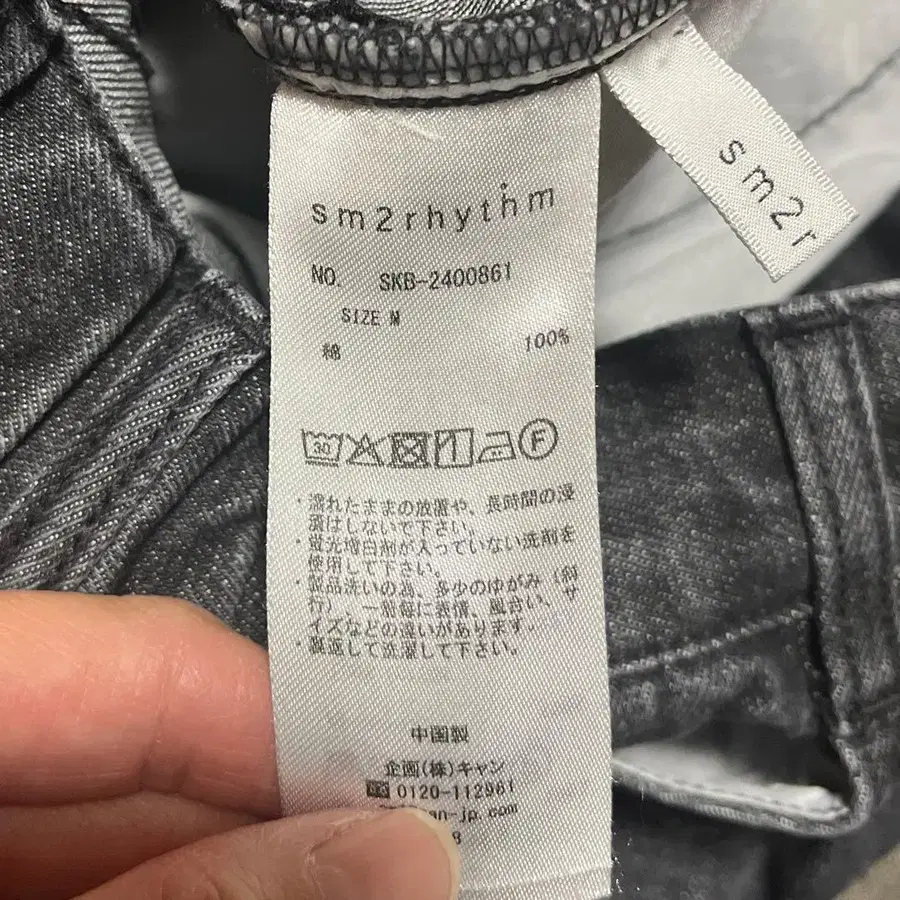 sm2rhythm
sm2r
NO. SKB-2400861
SIZE M
綿 100%
30
F
・濡れたままの放置や、長時間の浸
漬はしないで下さい。
・蛍光増白剤が入っていない洗剤を
使用して下さい。
・製品洗いの為、多少のゆがみ（斜
行）、一着毎に表情、風合い、サ
イズなどの違いがあります。
・裏返して洗濯して下さい。
中国製
企画(株)キャン
0120-112961
an-jp.com